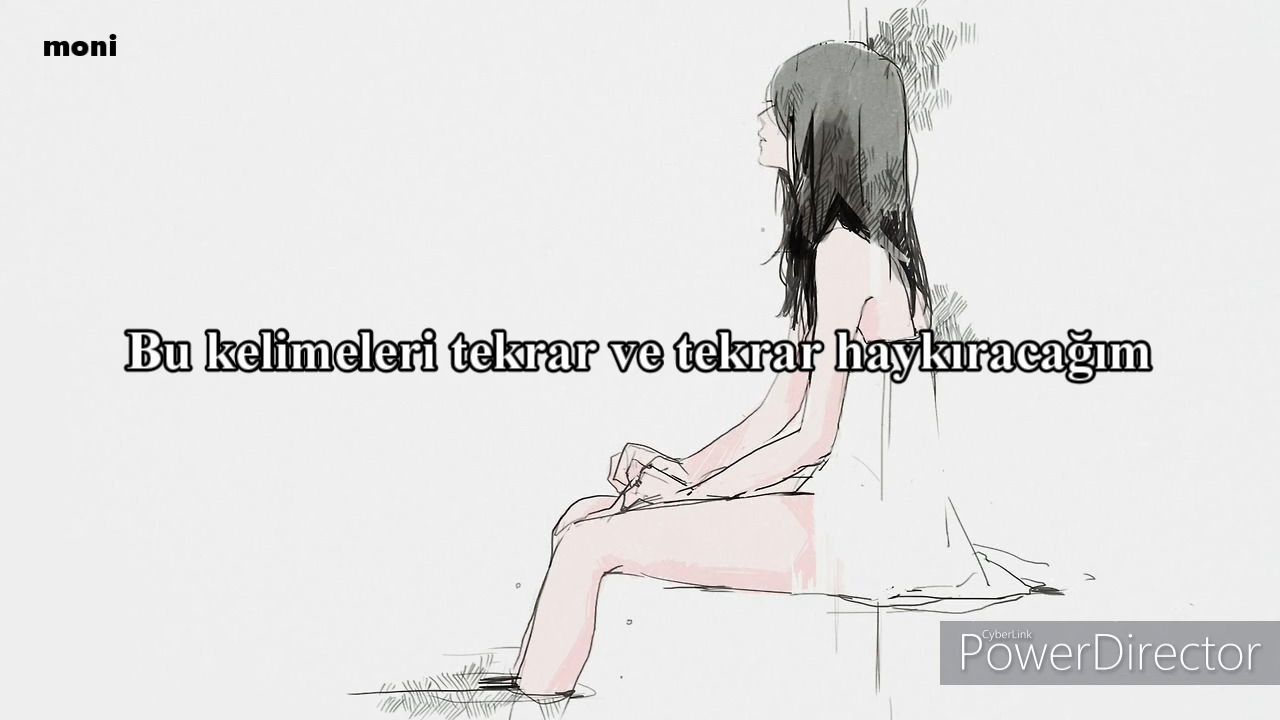 moni
Bu kelimeleri tekrar ve tekrar haykıracağım
CyberLink
PowerDirector